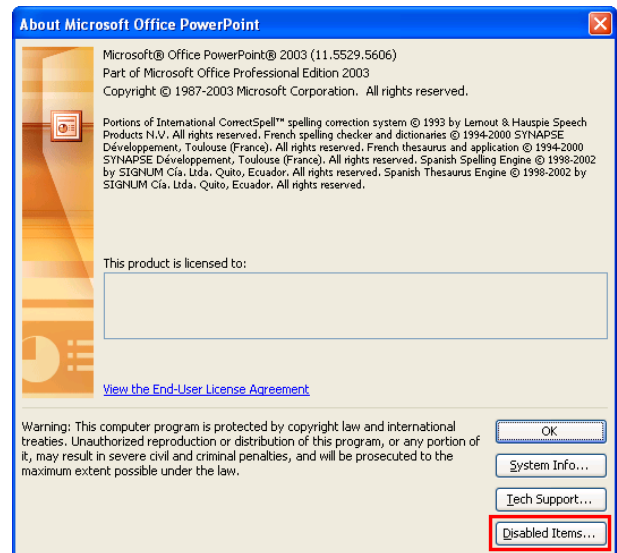 About Microsoft Office PowerPoint
Microsoft® Office PowerPoint® 2003 (11.5529.5606)
Part of Microsoft Office Professional Edition 2003
Copyright © 1987-2003 Microsoft Corporation.  All rights reserved.
Portions of International CorrectSpell™ spelling correction system © 1993 by Lernout & Hauspie Speech
Products N.V. All rights reserved. French spelling checker and dictionaries © 1994-2000 SYNAPSE
Développement, Toulouse (France). All rights reserved. French thesaurus and application © 1994-2000
SYNAPSE Développement, Toulouse (France). All rights reserved. Spanish Spelling Engine © 1998-2002
by SIGNUM Cía. Ltda. Quito, Ecuador. All rights reserved. Spanish Thesaurus Engine © 1998-2002 by
SIGNUM Cía. Ltda. Quito, Ecuador. All rights reserved.
This product is licensed to:
View the End-User License Agreement
Warning: This computer program is protected by copyright law and international
treaties. Unauthorized reproduction or distribution of this program, or any portion of
it, may result in severe civil and criminal penalties, and will be prosecuted to the
maximum extent possible under the law.
OK
System Info...
Tech Support...
Disabled Items...